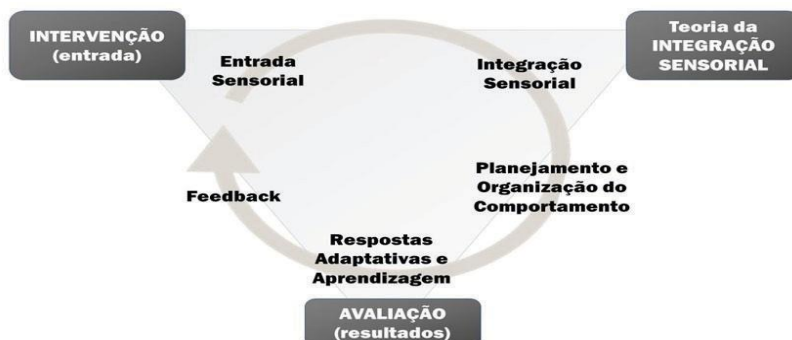 INTERVENÇÃO
(entrada)
Teoria da
INTEGRAÇÃO
SENSORIAL
Entrada
Sensorial
Integração
Sensorial
Planejamento e
Organização do
Comportamento
Feedback
Respostas
Adaptativas e
Aprendizagem
AVALIAÇÃO
(resultados)